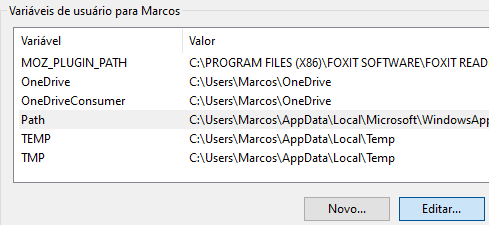 Variáveis de usuário para Marcos
Variável Valor
MOZ_PLUGIN_PATH C:\PROGRAM FILES (X86)\FOXIT SOFTWARE\FOXIT READ
OneDrive C:\Users\Marcos\OneDrive
OneDriveConsumer C:\Users\Marcos\OneDrive
Path C:\Users\Marcos\AppData\Local\Microsoft\WindowsApp
TEMP C:\Users\Marcos\AppData\Local\Temp
TMP C:\Users\Marcos\AppData\Local\Temp
Novo... Editar...